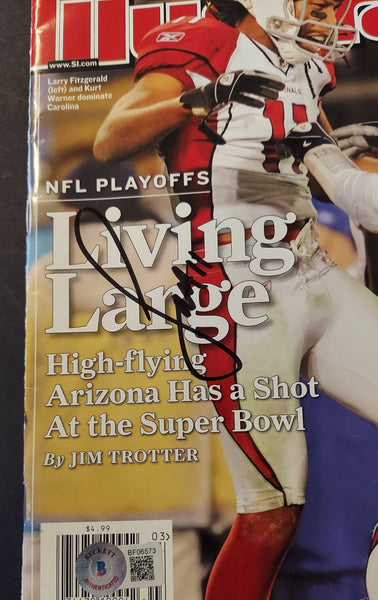 www.SI.com
Larry Fitzgerald
(left) and Kurt
Warner dominate
Carolina
NFL PLAYOFFS
Living
Large
High-flying
Arizona Has a Shot
At the Super Bowl
By JIM TROTTER
$4.99
03>
BF06573
BECKETT
B
AUTHENTICATED